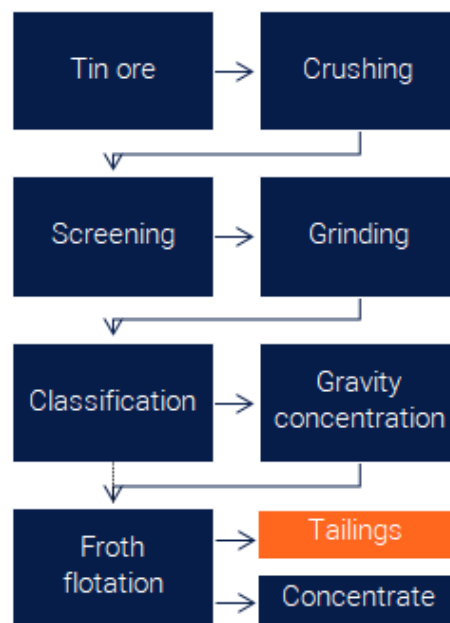 Tin ore
Crushing
Screening
Grinding
Classification
Gravity
concentration
Froth
flotation
Tailings
Concentrate